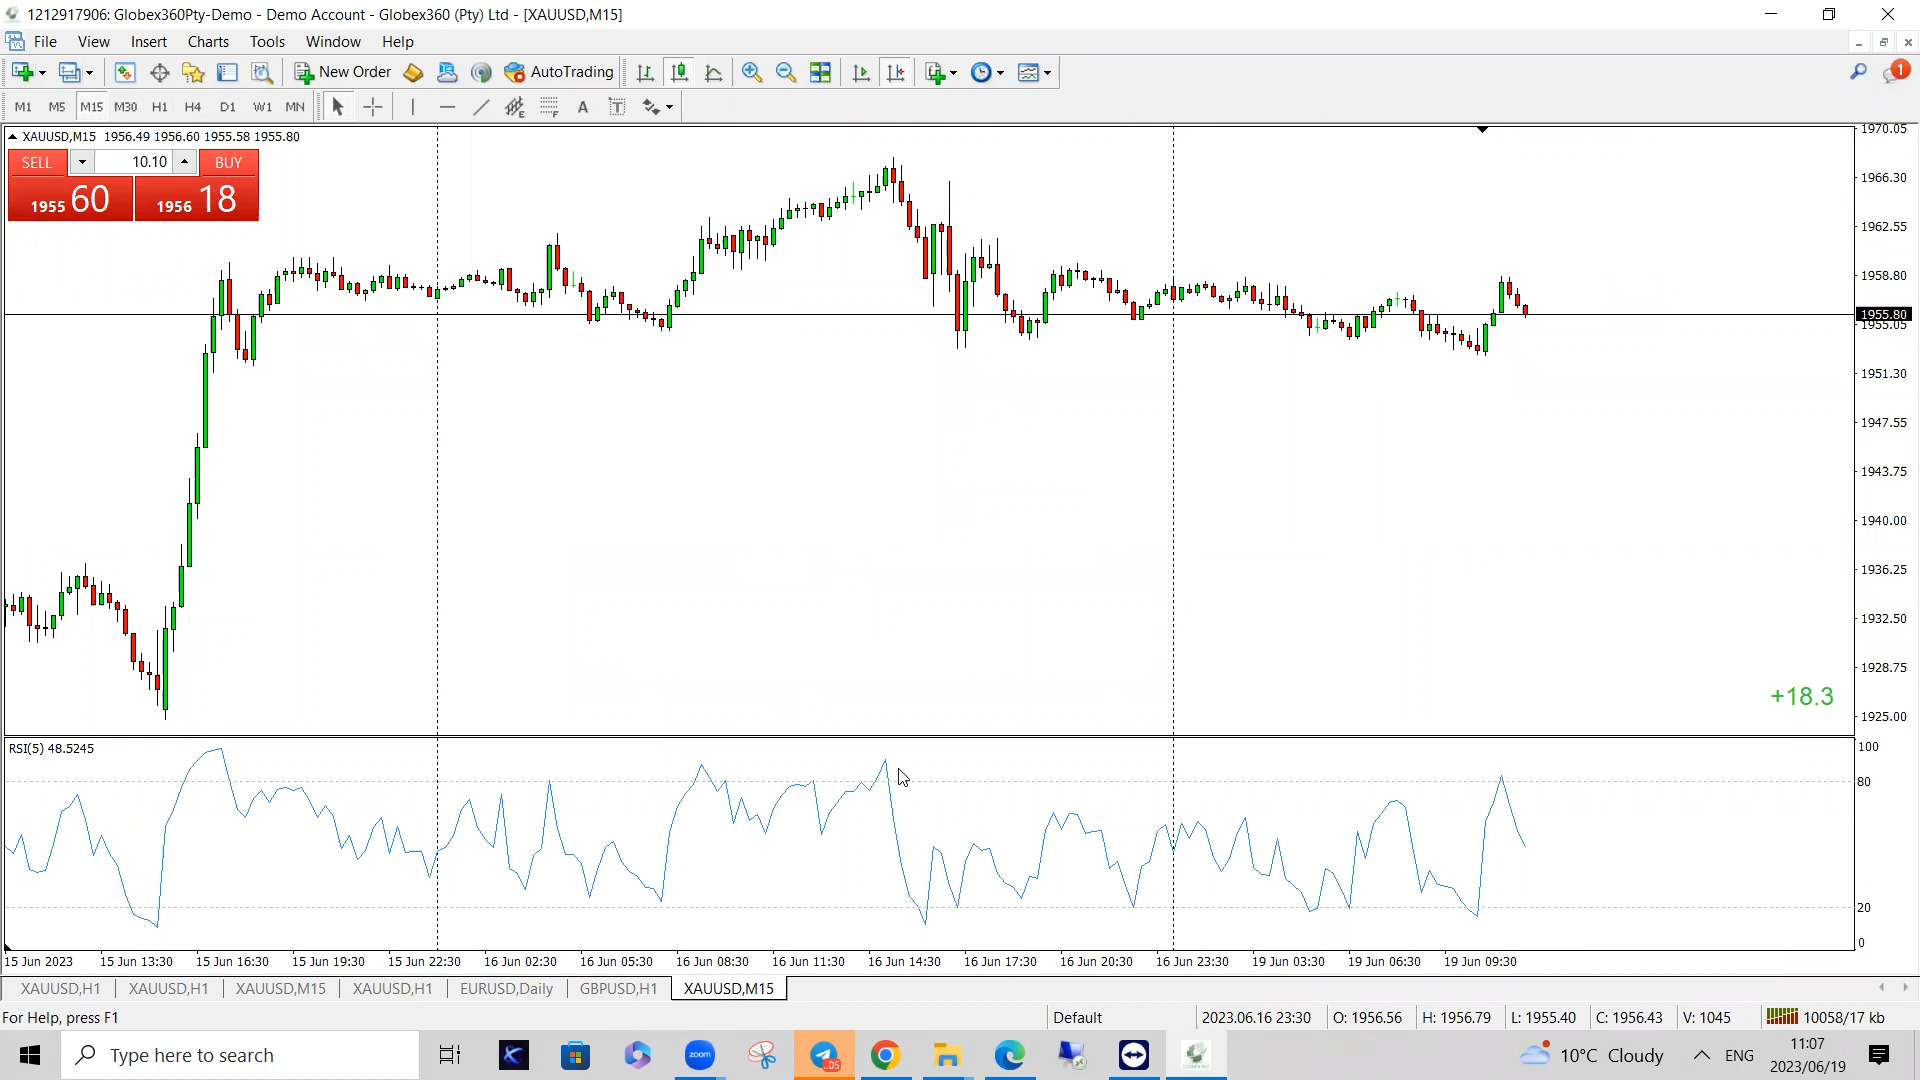 1212917906: Globex360Pty-Demo - Demo Account - Globex360 (Pty) Ltd - [XAUUSD,M15]
File View Insert Charts Tools Window Help
New Order AutoTrading 1
M1 M5 M15 M30 H1 H4 D1 W1 MN E F A T
XAUUSD,M15 1956.49 1956.60 1955.58 1955.80
SELL 10.10 BUY
1955 60 1956 18
1970.05
1966.30
1962.55
1958.80
1955.80
1955.05
1951.30
1947.55
1943.75
1940.00
1936.25
1932.50
1928.75
+18.3
1925.00
RSI(5) 48.5245
100
80
20
0
15 Jun 2023 15 Jun 13:30 15 Jun 16:30 15 Jun 19:30 15 Jun 22:30 16 Jun 02:30 16 Jun 05:30 16 Jun 08:30 16 Jun 11:30 16 Jun 14:30 16 Jun 17:30 16 Jun 20:30 16 Jun 23:30 19 Jun 03:30 19 Jun 06:30 19 Jun 09:30
XAUUSD,H1 XAUUSD,H1 XAUUSD,M15 XAUUSD,H1 EURUSD,Daily GBPUSD,H1 XAUUSD,M15
For Help, press F1 Default 2023.06.16 23:30 O: 1956.56 H: 1956.79 L: 1955.40 C: 1956.43 V: 1045 10058/17 kb
Type here to search zoom ..05 10°C Cloudy ENG 11:07
2023/06/19